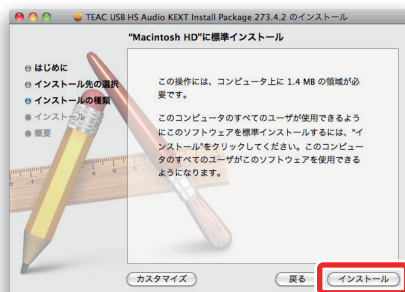 TEAC USB HS Audio KEXT Install Package 273.4.2 のインストール
"Macintosh HD"に標準インストール
はじめに
インストール先の選択
インストールの種類
インストール
概要
この操作には、コンピュータ上に 1.4 MB の領域が必
要です。
このコンピュータのすべてのユーザが使用できるよう
にこのソフトウェアを標準インストールするには、"イ
ンストール"をクリックしてください。このコンピュー
タのすべてのユーザがこのソフトウェアを使用できる
ようになります。
カスタマイズ
戻る
インストール